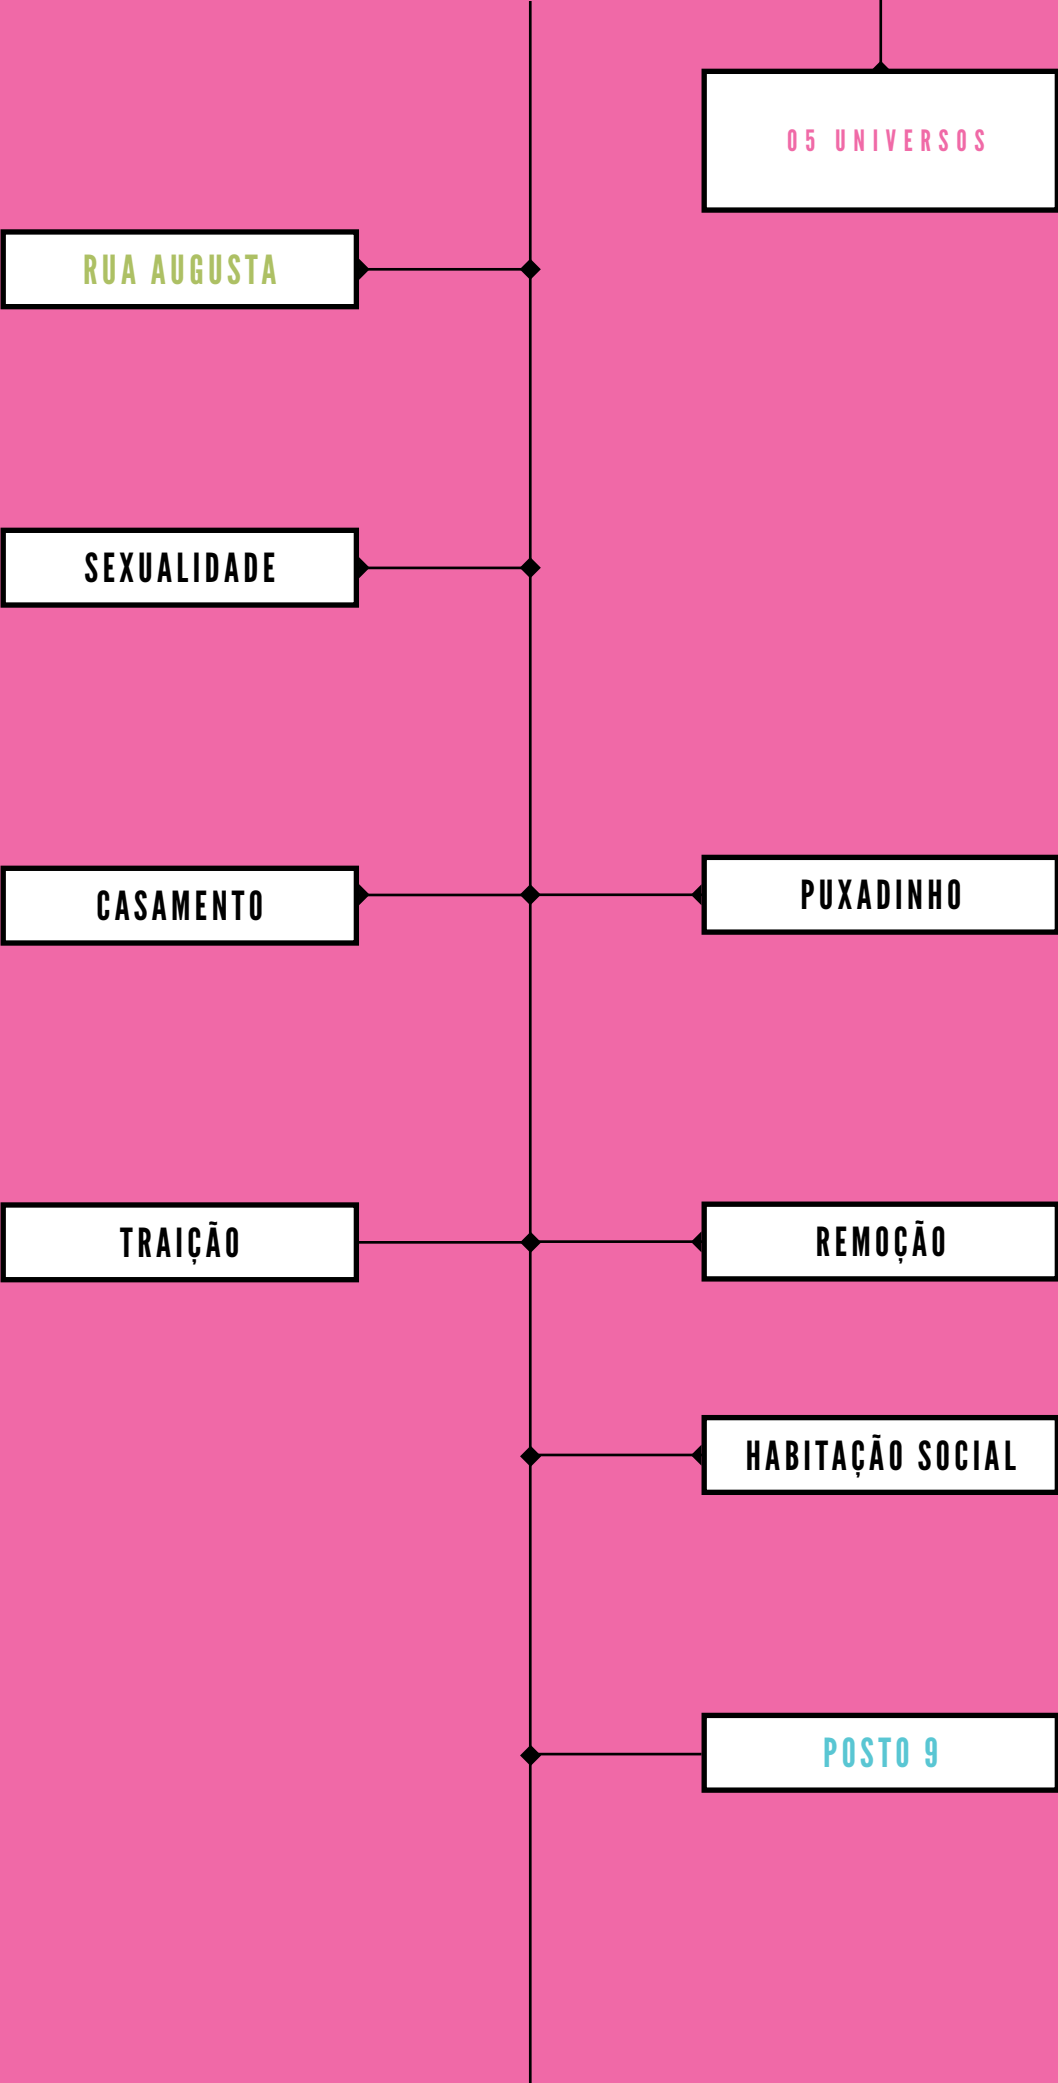 05 UNIVERSOS
RUA AUGUSTA
SEXUALIDADE
CASAMENTO
PUXADINHO
TRAIÇÃO
REMOÇÃO
HABITAÇÃO SOCIAL
POSTO 9